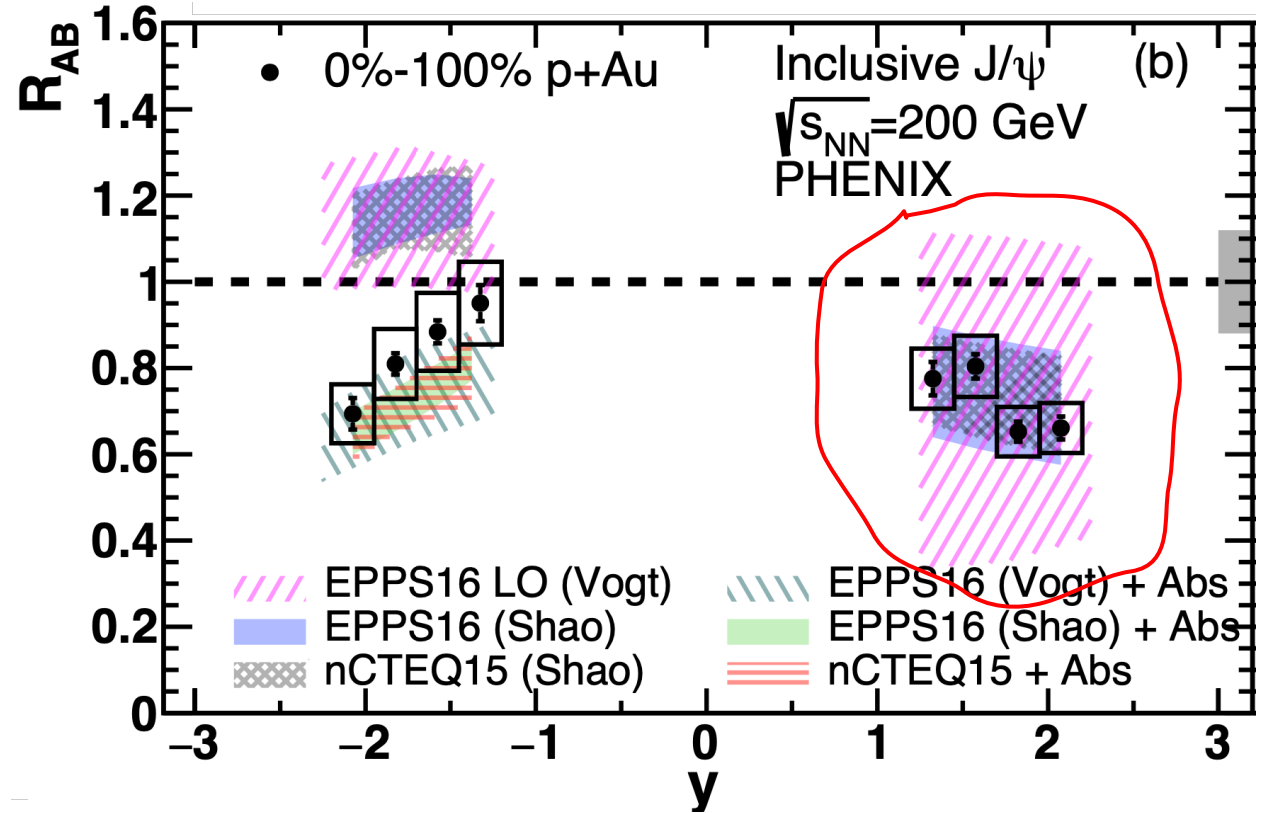 R_AB
1.6
1.4
1.2
1
0.8
0.6
0.4
0.2
0
0%-100% p+Au
Inclusive J/ψ (b)
√s_NN=200 GeV
PHENIX
EPPS16 LO (Vogt)
EPPS16 (Shao)
nCTEQ15 (Shao)
EPPS16 (Vogt) + Abs
EPPS16 (Shao) + Abs
nCTEQ15 + Abs
−3 −2 −1 0 1 2 3
y